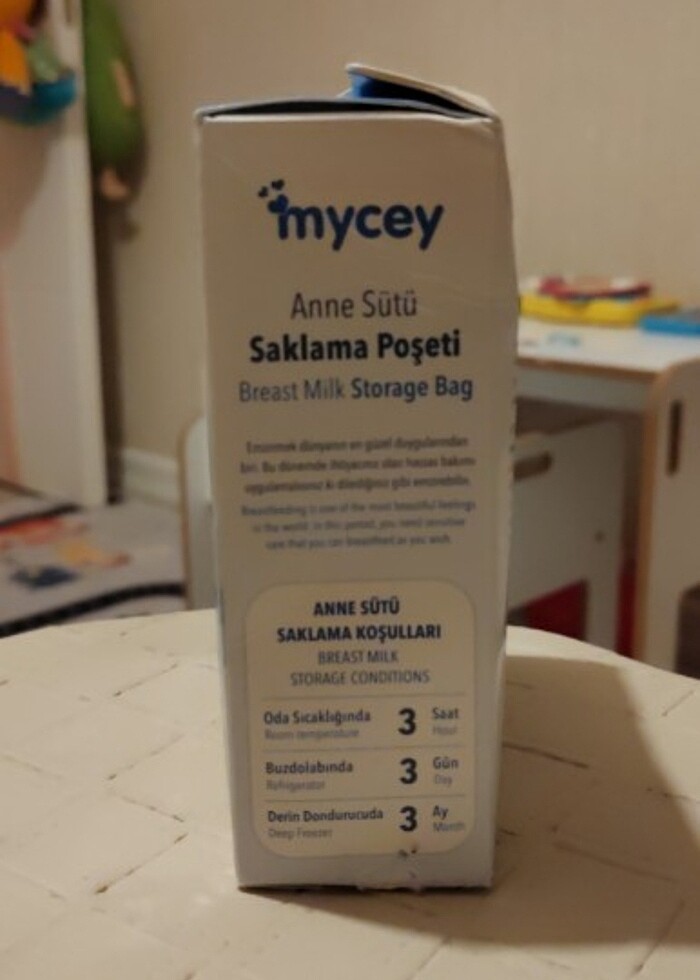 mycey
Anne Sütü
Saklama Poşeti
Breast Milk Storage Bag
Emzirmek dünyanın en güzel duygularından
biri. Bu dönemde ihtiyacınız olan hassas bakımı
uygulamalısınız ki dilediğiniz gibi emzirebilin.
Breastfeeding is one of the most beautiful feelings
in the world. In this period, you need sensitive
care that you can breastfeed as you wish.
ANNE SÜTÜ
SAKLAMA KOŞULLARI
BREAST MILK
STORAGE CONDITIONS
Oda Sıcaklığında 3 Saat
Room temperature Hour
Buzdolabında 3 Gün
Refrigerator Day
Derin Dondurucuda 3 Ay
Deep Freezer Month